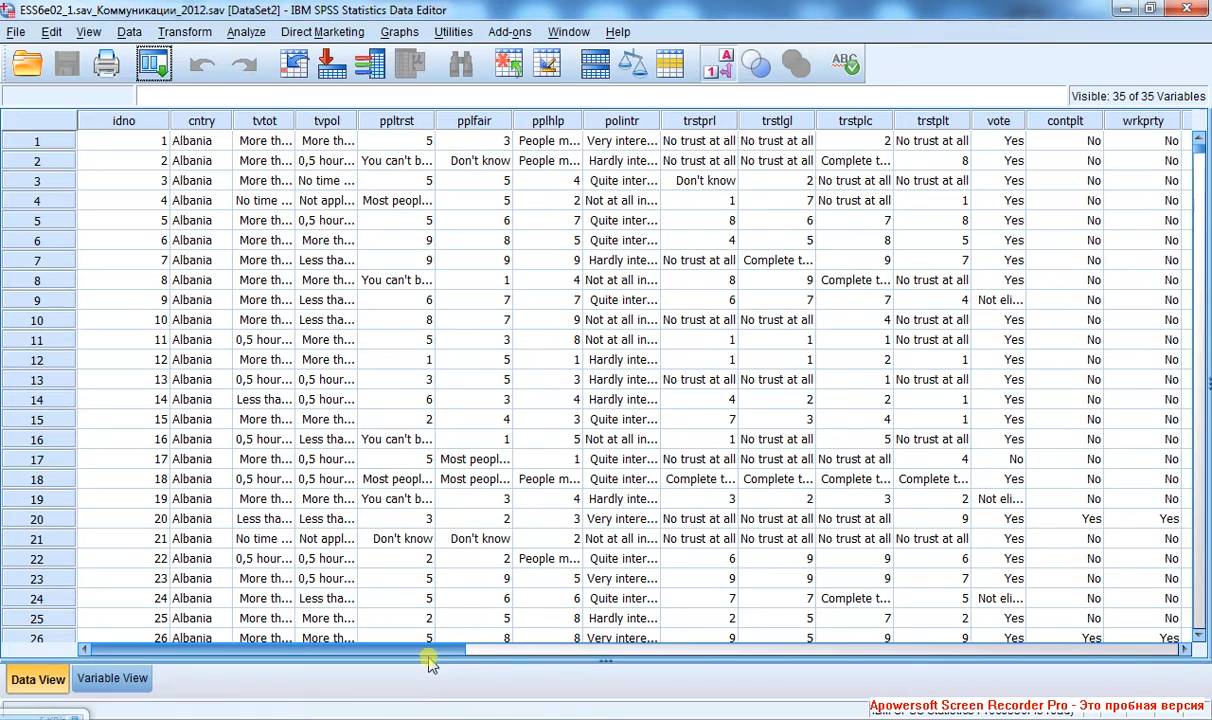 ESS6e02_1.sav_Коммуникации_2012.sav [DataSet2] - IBM SPSS Statistics Data Editor
File Edit View Data Transform Analyze Direct Marketing Graphs Utilities Add-ons Window Help
Visible: 35 of 35 Variables
idno cntry tvtot tvpol ppltrst pplfair pplhlp polintr trstprl trstlgl trstplc trstplt vote contplt wrkprty
1 1 Albania More th... More th... 5 3 People m... Very intere... No trust at all No trust at all 2 No trust at all Yes No No
2 2 Albania More th... 0,5 hour... You can't b... Don't know People m... Hardly inte... No trust at all No trust at all Complete t... 8 Yes No No
3 3 Albania More th... No time ... 5 5 4 Quite inter... Don't know 2 No trust at all No trust at all Yes No No
4 4 Albania No time ... Not appl... Most peopl... 5 2 Not at all in... 1 7 No trust at all 1 Yes No No
5 5 Albania More th... 0,5 hour... 5 6 7 Quite inter... 8 6 7 8 Yes No No
6 6 Albania More th... More th... 9 8 5 Quite inter... 4 5 8 5 Yes No No
7 7 Albania More th... Less tha... 9 9 9 Hardly inte... No trust at all Complete t... 9 7 Yes No No
8 8 Albania More th... More th... You can't b... 1 4 Not at all in... 8 9 Complete t... No trust at all Yes No No
9 9 Albania More th... Less tha... 6 7 7 Quite inter... 6 7 7 4 Not eli... No No
10 10 Albania More th... Less tha... 8 7 9 Not at all in... No trust at all No trust at all 4 No trust at all Yes No No
11 11 Albania 0,5 hour... More th... 5 3 8 Not at all in... 1 1 1 No trust at all Yes No No
12 12 Albania More th... More th... 1 5 1 Hardly inte... 1 1 2 1 Yes No No
13 13 Albania 0,5 hour... 0,5 hour... 3 5 3 Hardly inte... No trust at all No trust at all 1 No trust at all Yes No No
14 14 Albania Less tha... 0,5 hour... 6 3 4 Hardly inte... 4 2 2 1 Yes No No
15 15 Albania More th... More th... 2 4 3 Quite inter... 7 3 4 1 Yes No No
16 16 Albania 0,5 hour... Less tha... You can't b... 1 5 Not at all in... 1 No trust at all 5 No trust at all Yes No No
17 17 Albania More th... 0,5 hour... 5 Most peopl... 1 Quite inter... No trust at all No trust at all No trust at all 4 No No No
18 18 Albania 0,5 hour... 0,5 hour... Most peopl... Most peopl... People m... Quite inter... Complete t... Complete t... Complete t... Complete t... Yes No No
19 19 Albania More th... More th... You can't b... 3 4 Hardly inte... 3 2 3 2 Not eli... No No
20 20 Albania Less tha... Less tha... 3 2 3 Very intere... No trust at all No trust at all No trust at all 9 Yes Yes Yes
21 21 Albania No time ... Not appl... Don't know Don't know 2 Not at all in... No trust at all No trust at all No trust at all No trust at all Yes No No
22 22 Albania 0,5 hour... 0,5 hour... 2 2 People m... Quite inter... 6 9 9 6 Yes No No
23 23 Albania More th... 0,5 hour... 5 9 5 Very intere... 9 9 9 7 Yes No No
24 24 Albania More th... 0,5 hour... 5 6 6 Quite inter... 7 7 Complete t... 5 Not eli... No No
25 25 Albania More th... More th... 2 5 8 Hardly inte... 2 5 7 2 Yes No No
26 26 Albania More th... More th... 5 8 8 Very intere... 9 5 9 9 Yes Yes Yes
Data View Variable View
Apowersoft Screen Recorder Pro - Это пробная версия